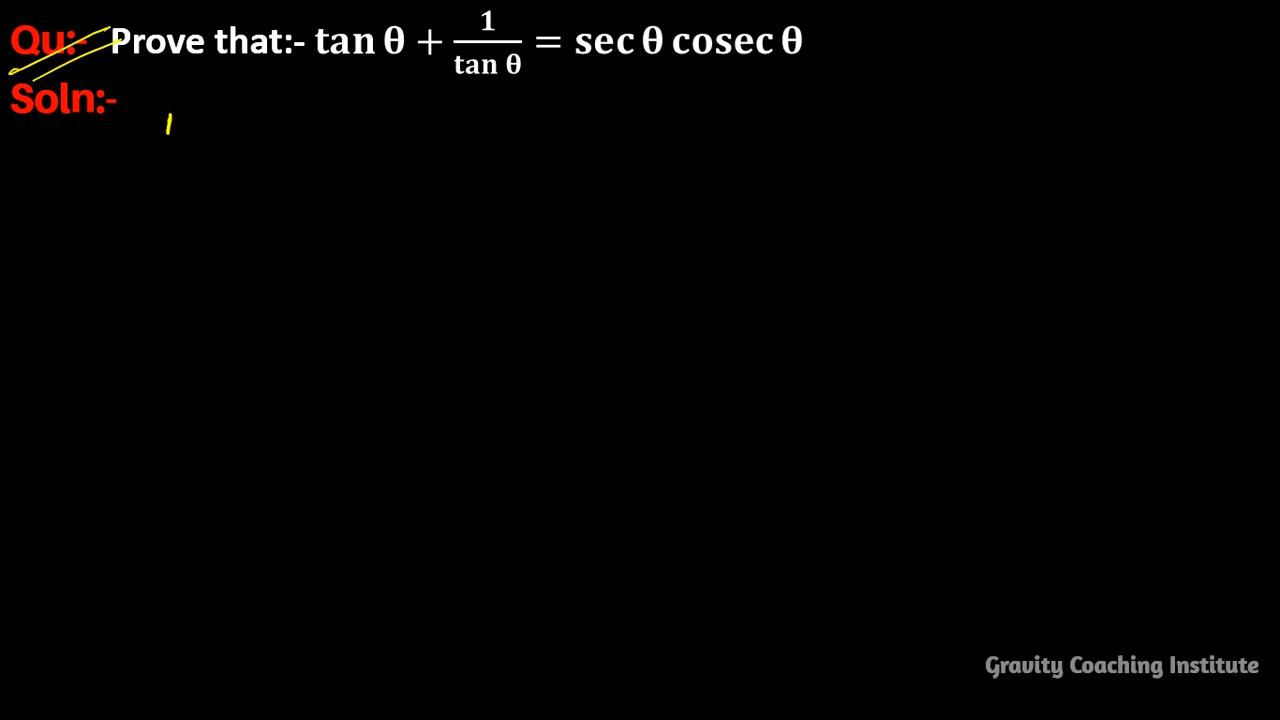 Qu:- Prove that:- tan θ + 1/tan θ = sec θ cosec θ
Soln:-
Gravity Coaching Institute